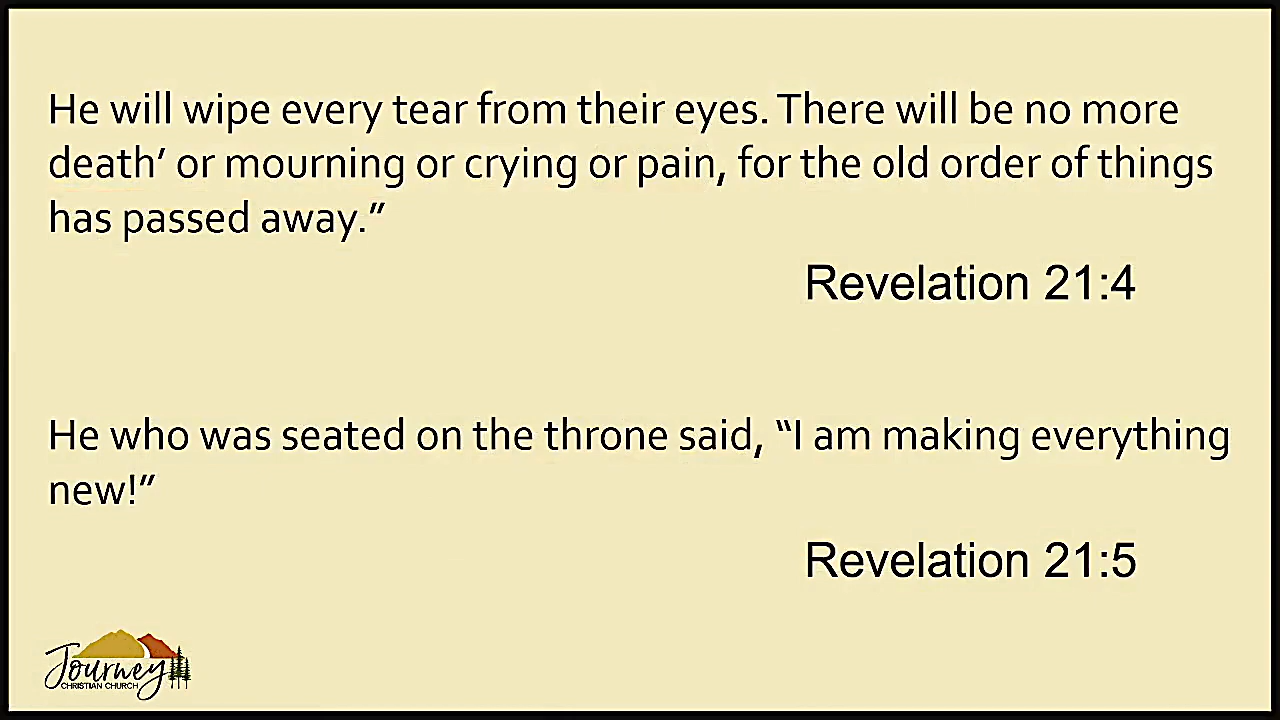 He will wipe every tear from their eyes. There will be no more
death’ or mourning or crying or pain, for the old order of things
has passed away.”
Revelation 21:4
He who was seated on the throne said, “I am making everything
new!”
Revelation 21:5
Journey
CHRISTIAN CHURCH